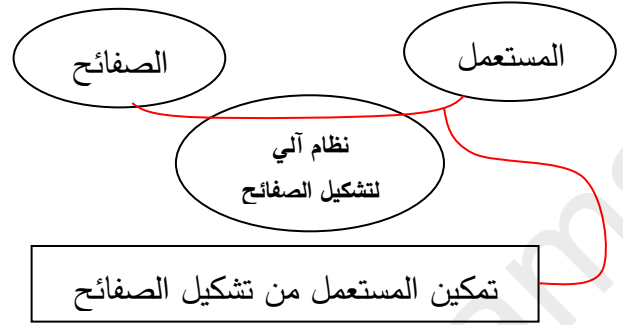 المستعمل
الصفائح
نظام آلي
لتشكيل الصفائح
تمكين المستعمل من تشكيل الصفائح